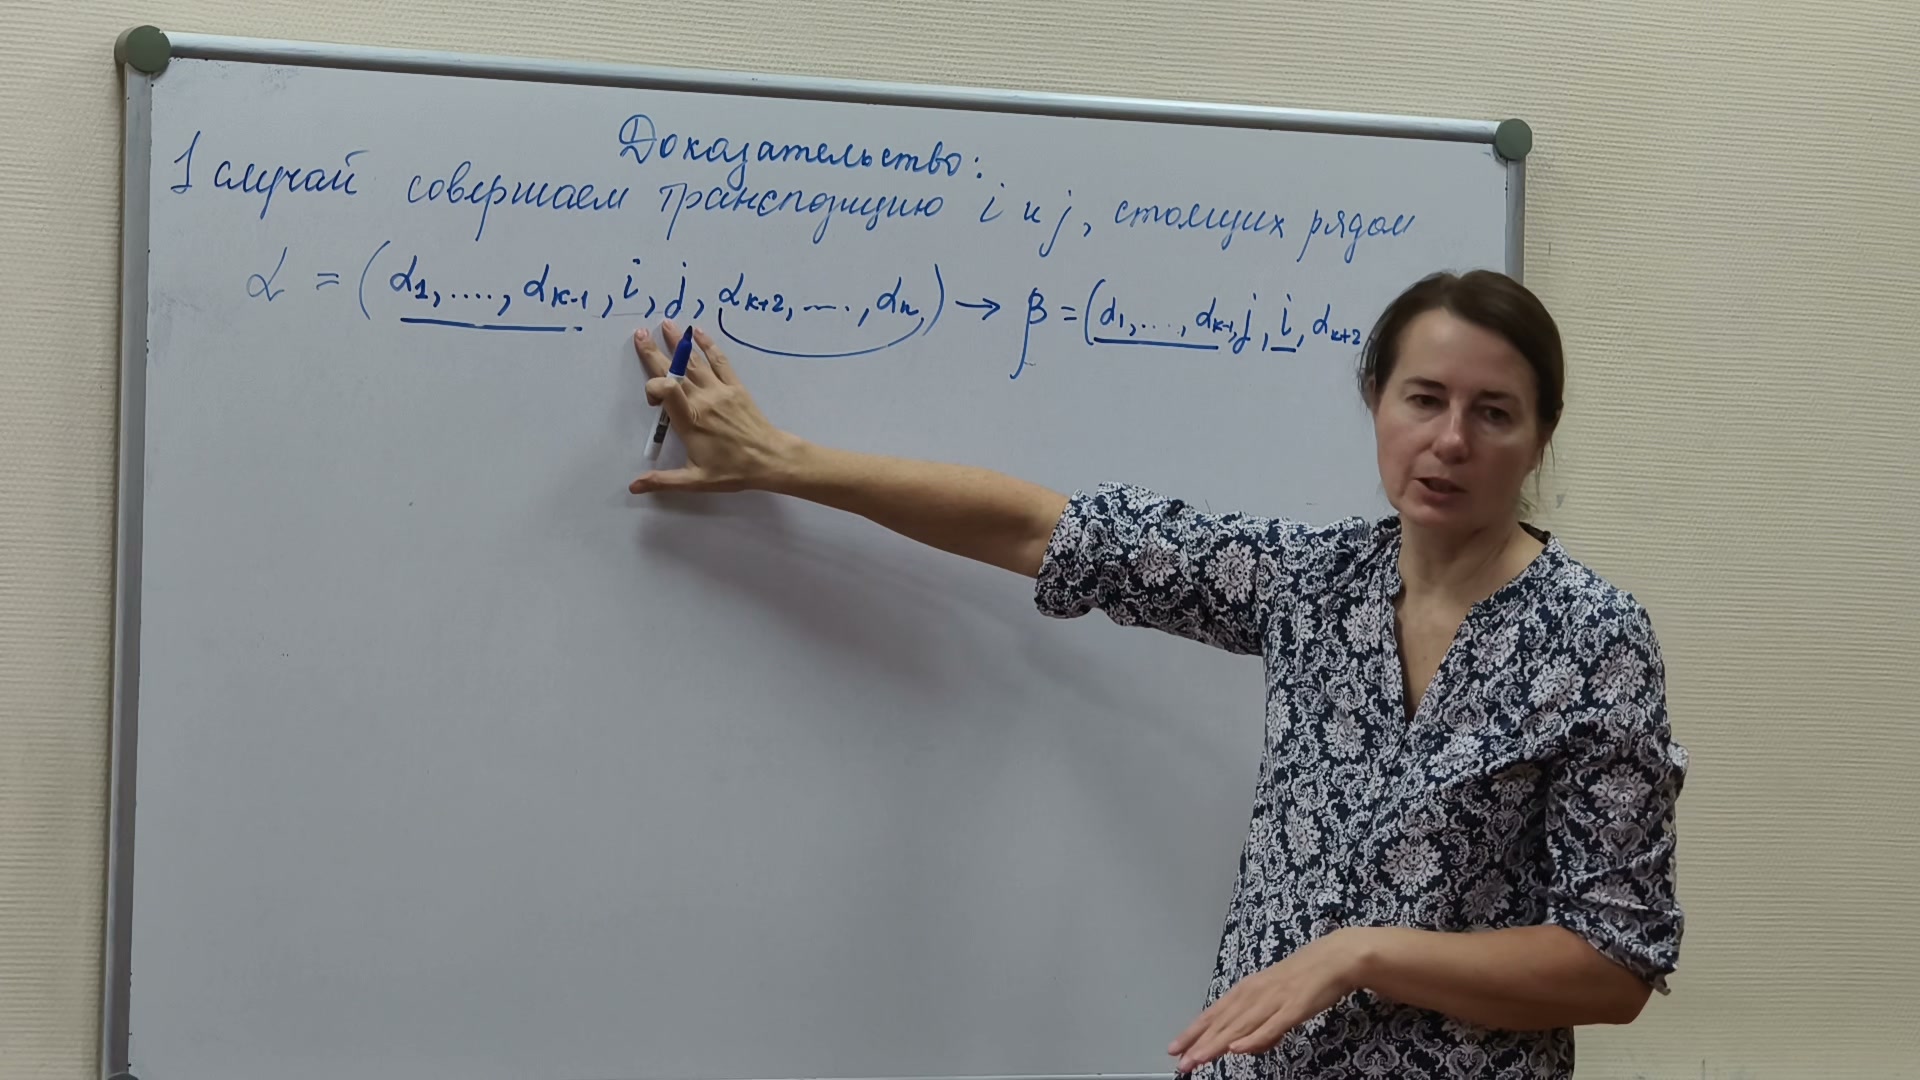 Доказательство:
1 случай совершаем транспозицию i и j, стоящих рядом
α = (α₁, ...., αₖ₋₁, i, j, αₖ₊₂, ...., αₙ) → β = (α₁, ..., αₖ₋₁, j, i, αₖ₊₂